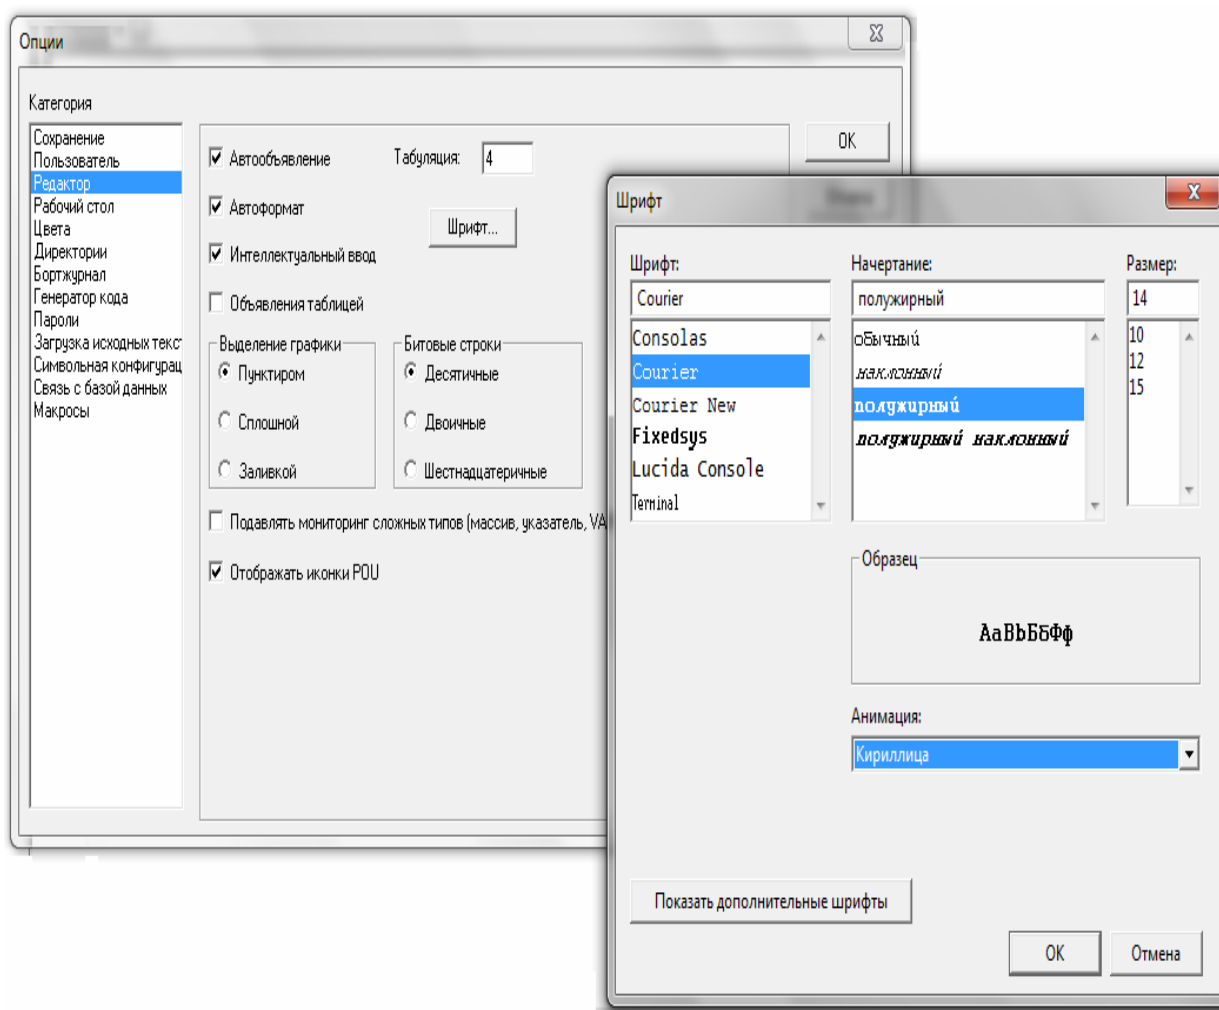 Опции
Категория
Сохранение
Пользователь
Редактор
Рабочий стол
Цвета
Директории
Бортжурнал
Генератор кода
Пароли
Загрузка исходных текст
Символьная конфигурац
Связь с базой данных
Макросы
Автообъявление
Табуляция: 4
Автоформат
Шрифт...
Интеллектуальный ввод
Объявления таблицей
Выделение графики
Пунктиром
Сплошной
Заливкой
Битовые строки
Десятичные
Двоичные
Шестнадцатеричные
Подавлять мониторинг сложных типов (массив, указатель, VA
Отображать иконки POU
OK
Шрифт
Шрифт:
Courier
Consolas
Courier
Courier New
Fixedsys
Lucida Console
Terminal
Начертание:
полужирный
обычный
наклонный
полужирный
полужирный наклонный
Размер:
14
10
12
15
Образец
АаBbБбФф
Анимация:
Кириллица
Показать дополнительные шрифты
OK
Отмена